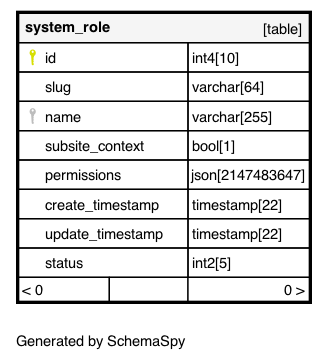 system_role [table]
id int4[10]
slug varchar[64]
name varchar[255]
subsite_context bool[1]
permissions json[2147483647]
create_timestamp timestamp[22]
update_timestamp timestamp[22]
status int2[5]
< 0 0 >
Generated by SchemaSpy